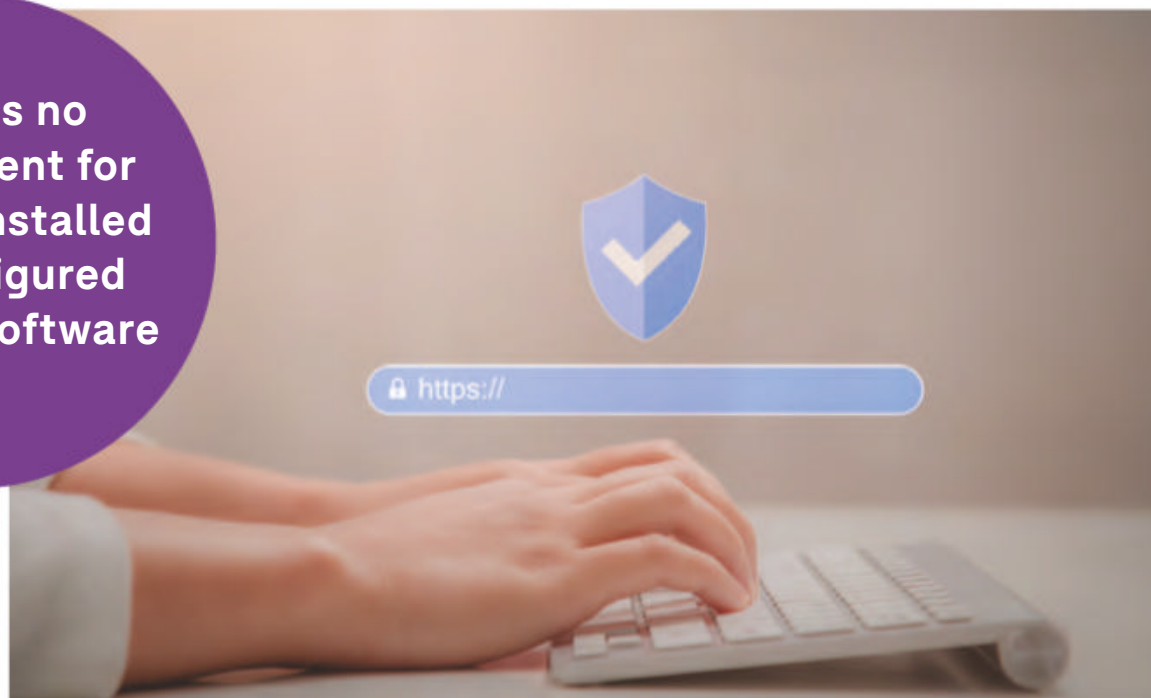 s no
ent for
nstalled
igured
oftware
https://